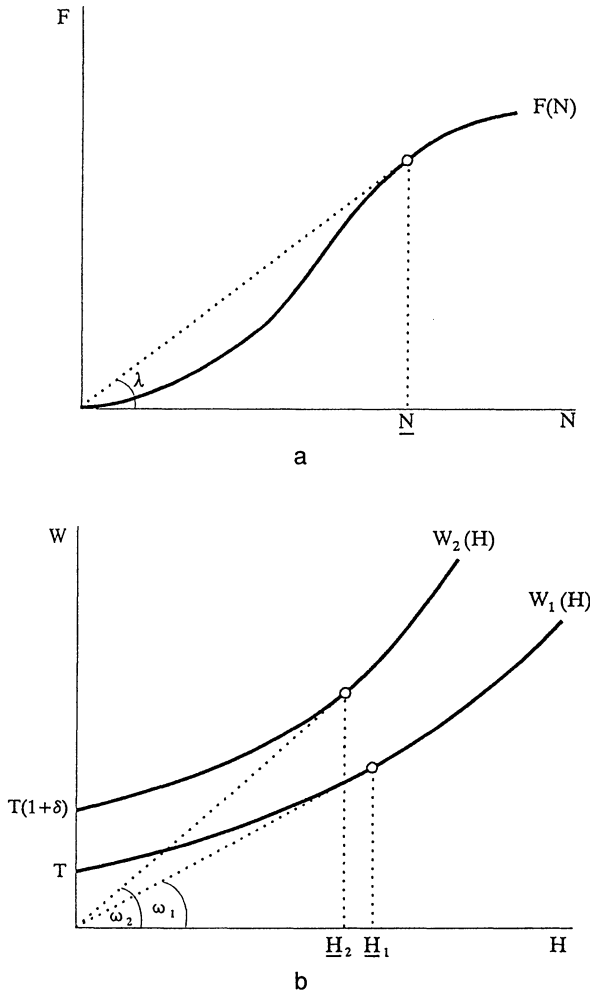 F
F(N)
λ
N
N
a
W
W₂(H)
W₁(H)
T(1+δ)
T
ω₂
ω₁
H₂
H₁
H
b